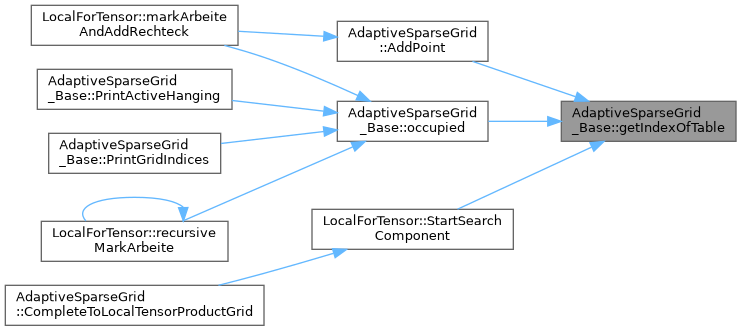 LocalForTensor::markArbeite
AndAddRechteck
AdaptiveSparseGrid
::AddPoint
AdaptiveSparseGrid
_Base::PrintActiveHanging
AdaptiveSparseGrid
_Base::occupied
AdaptiveSparseGrid
_Base::getIndexOfTable
AdaptiveSparseGrid
_Base::PrintGridIndices
LocalForTensor::recursive
MarkArbeite
LocalForTensor::StartSearch
Component
AdaptiveSparseGrid
::CompleteToLocalTensorProductGrid